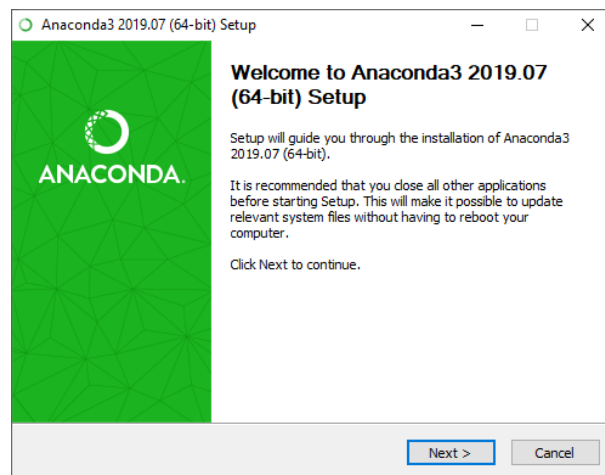 Anaconda3 2019.07 (64-bit) Setup
Welcome to Anaconda3 2019.07
(64-bit) Setup
ANACONDA.
Setup will guide you through the installation of Anaconda3
2019.07 (64-bit).
It is recommended that you close all other applications
before starting Setup. This will make it possible to update
relevant system files without having to reboot your
computer.
Click Next to continue.
Next >
Cancel